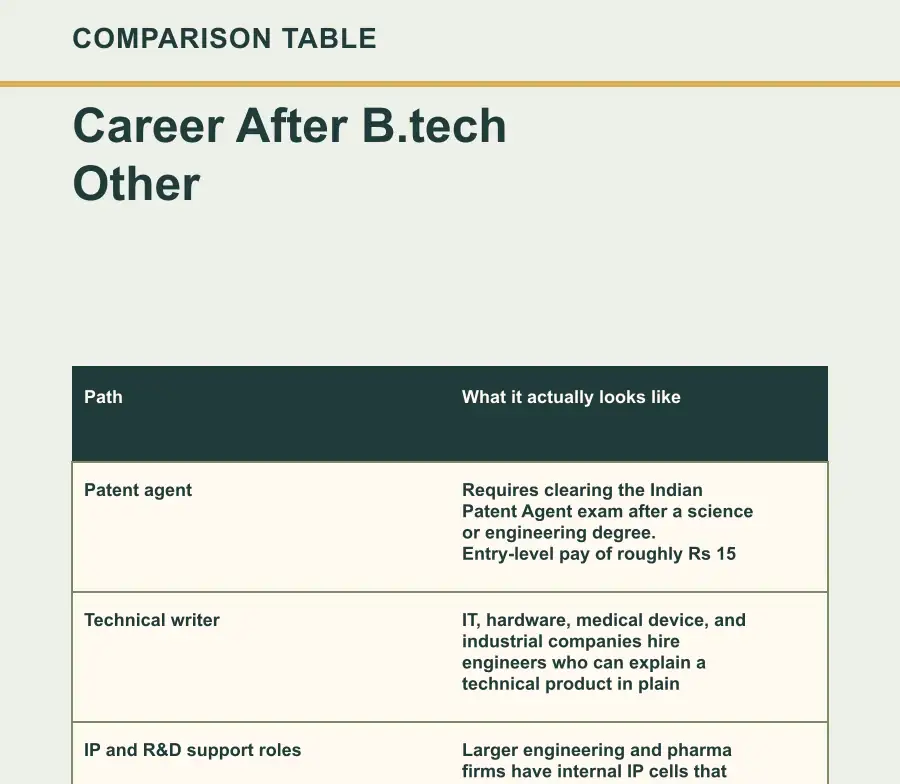 COMPARISON TABLE
Career After B.tech
Other
Path
What it actually looks like
Patent agent
Requires clearing the Indian
Patent Agent exam after a science
or engineering degree.
Entry-level pay of roughly Rs 15
Technical writer
IT, hardware, medical device, and
industrial companies hire
engineers who can explain a
technical product in plain
IP and R&D support roles
Larger engineering and pharma
firms have internal IP cells that